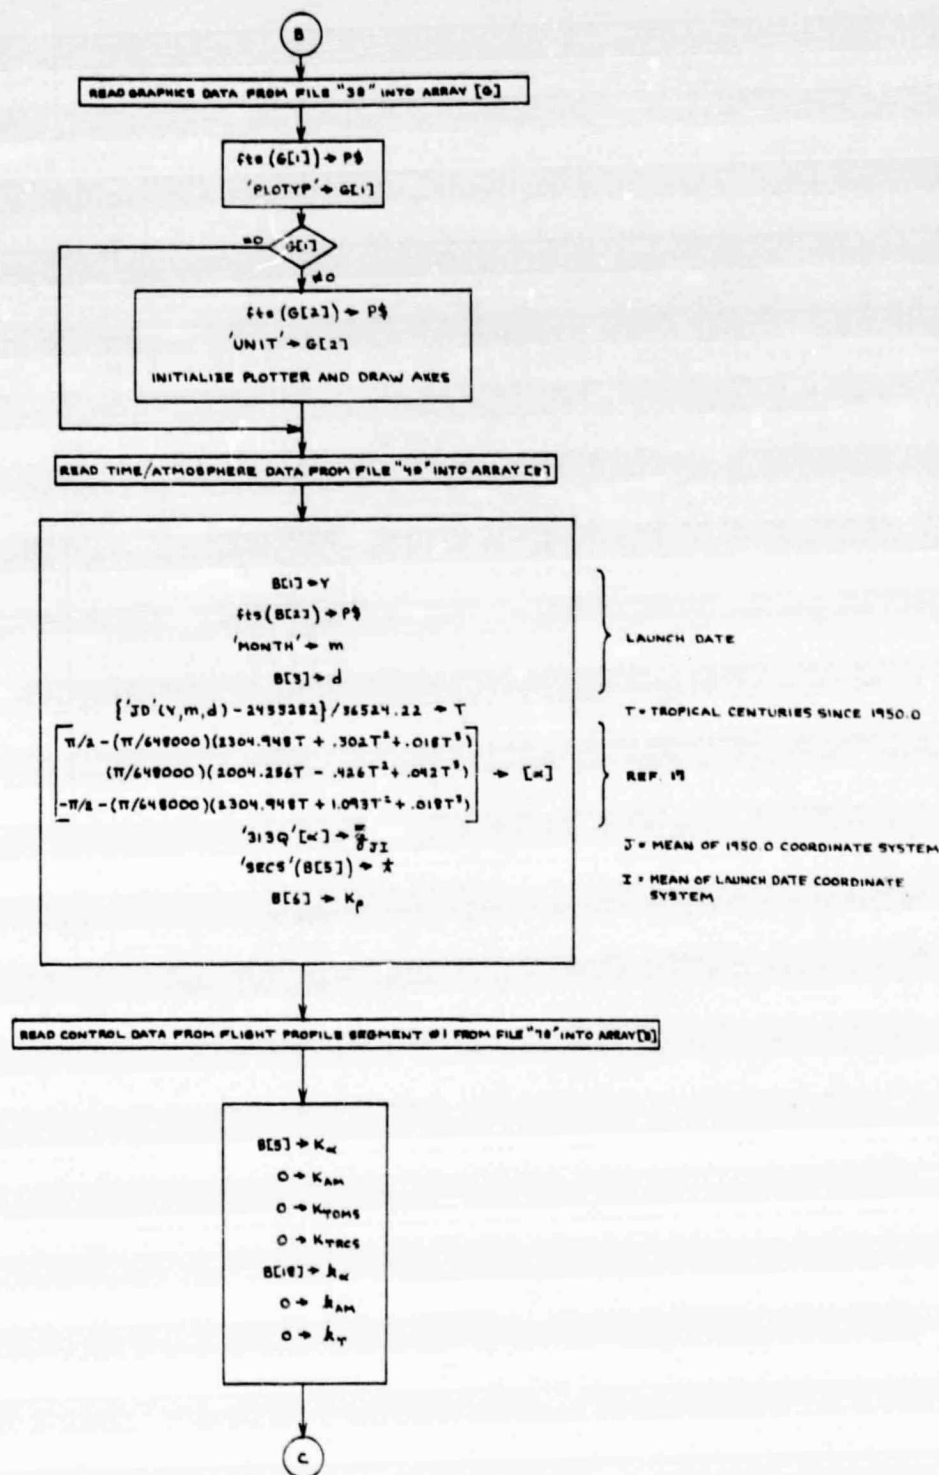 B
READ GRAPHICS DATA FROM FILE "38" INTO ARRAY [G]
fts (G[1]) → P$
'PLOTYP' → G[1]
=0
G[1]
≠0
fts (G[2]) → P$
'UNIT' → G[2]
INITIALIZE PLOTTER AND DRAW AXES
READ TIME/ATMOSPHERE DATA FROM FILE "48" INTO ARRAY [B]
B[1] → Y
fts (B[2]) → P$
'MONTH' → m
B[3] → d
LAUNCH DATE
{'JD'(Y,m,d) - 2433282}/36524.22 → T
T = TROPICAL CENTURIES SINCE 1950.0
π/2 - (π/648000)(2304.948T + .302T² + .018T³)
(π/648000)(2004.256T - .426T² + .042T³) → [α]
-π/2 - (π/648000)(2304.948T + 1.093T² + .018T³)
REF. 19
'313Q'[α] → q̄ JI
J = MEAN OF 1950.0 COORDINATE SYSTEM
'SECS'(B[5]) → t
I = MEAN OF LAUNCH DATE COORDINATE
SYSTEM
B[6] → Kρ
READ CONTROL DATA FROM FLIGHT PROFILE SEGMENT #1 FROM FILE "78" INTO ARRAY [B]
B[5] → Kα
0 → KAM
0 → KTOMS
0 → KTRCS
B[18] → kα
0 → kAM
0 → kT
C